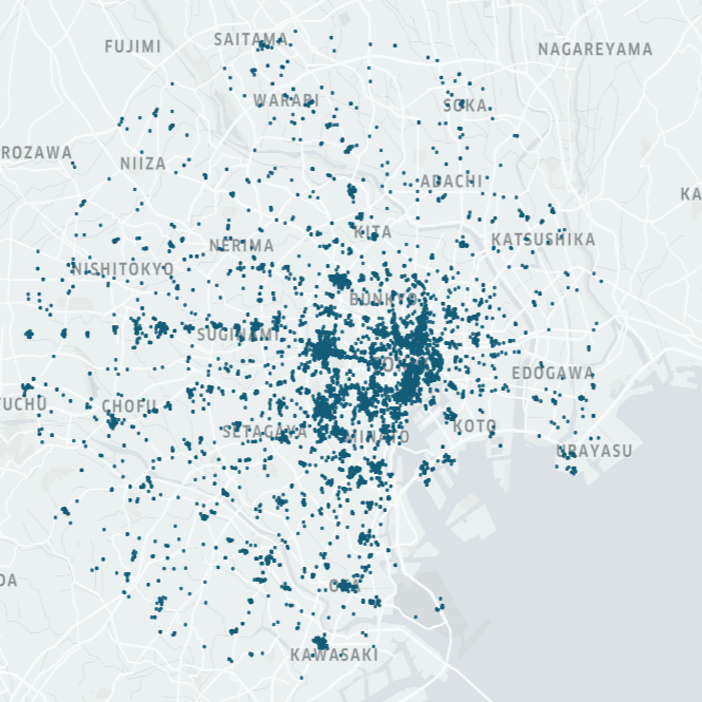 SAITAMA
FUJIMI
NAGAREYAMA
WARABI
SOKA
ROZAWA
NIIZA
ADACHI
KA
KITA
KATSUSHIKA
NERIMA
NISHITOKYO
BUNKYO
SUGINAMI
EDOGAWA
FUCHU
CHOFU
KOTO
SETAGAYA
MINATO
URAYASU
DA
OTA
KAWASAKI